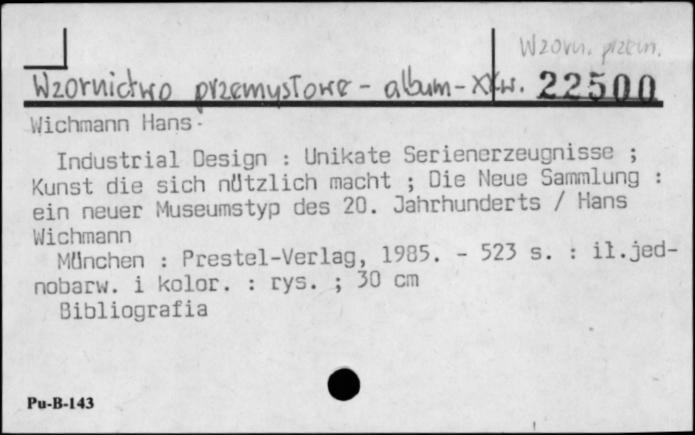 Wzorn. przem.
Wzornictwo przemysłowe - album - XX w. 22500
Wichmann Hans.
Industrial Design : Unikate Serienerzeugnisse ;
Kunst die sich nützlich macht ; Die Neue Sammlung :
ein neuer Museumstyp des 20. Jahrhunderts / Hans
Wichmann
München : Prestel-Verlag, 1985. - 523 s. : il.jed-
nobarw. i kolor. : rys. ; 30 cm
Bibliografia
Pu-B-143